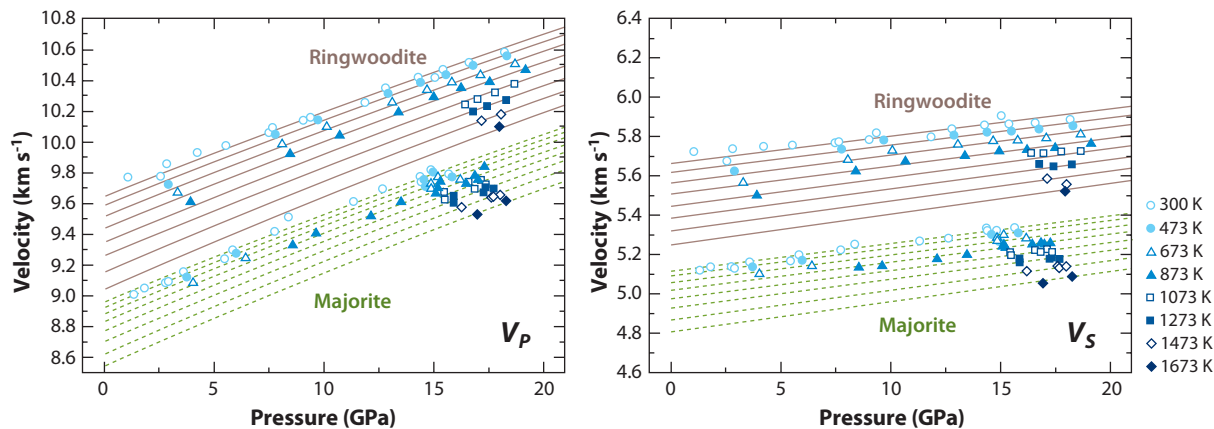 10.8
10.6
10.4
10.2
10.0
9.8
9.6
9.4
9.2
9.0
8.8
8.6
Velocity (km s⁻¹)
0 5 10 15 20
Pressure (GPa)
Ringwoodite
Majorite
V_P
6.4
6.2
6.0
5.8
5.6
5.4
5.2
5.0
4.8
4.6
Velocity (km s⁻¹)
0 5 10 15 20
Pressure (GPa)
Ringwoodite
Majorite
V_S
300 K
473 K
673 K
873 K
1073 K
1273 K
1473 K
1673 K